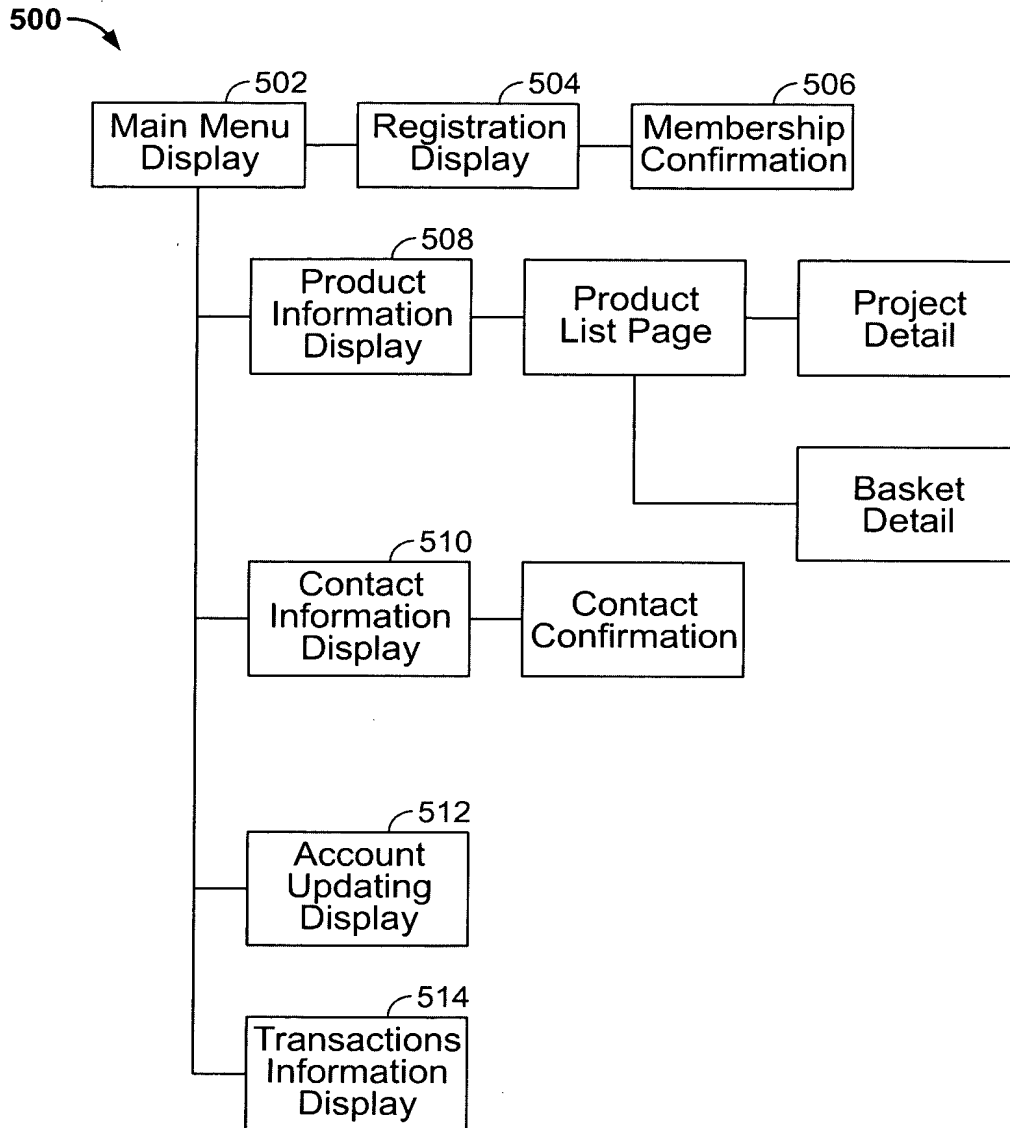 500
502
504
506
Main Menu
Display
Registration
Display
Membership
Confirmation
508
Product
Information
Display
Product
List Page
Project
Detail
Basket
Detail
510
Contact
Information
Display
Contact
Confirmation
512
Account
Updating
Display
514
Transactions
Information
Display